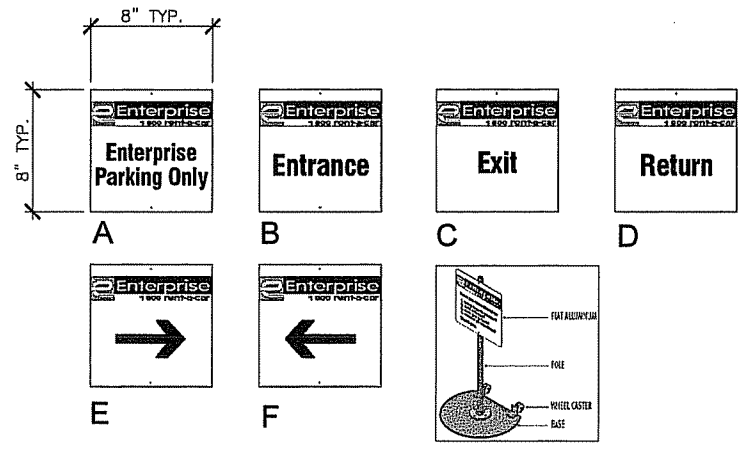 8" TYP.
8" TYP.
Enterprise
1 800 rent-a-car
Enterprise
Parking Only
A
Enterprise
1 800 rent-a-car
Entrance
B
Enterprise
1 800 rent-a-car
Exit
C
Enterprise
1 800 rent-a-car
Return
D
Enterprise
1 800 rent-a-car
E
Enterprise
1 800 rent-a-car
F
FLAT ALUMINUM
POLE
WHEEL CASTER
BASE